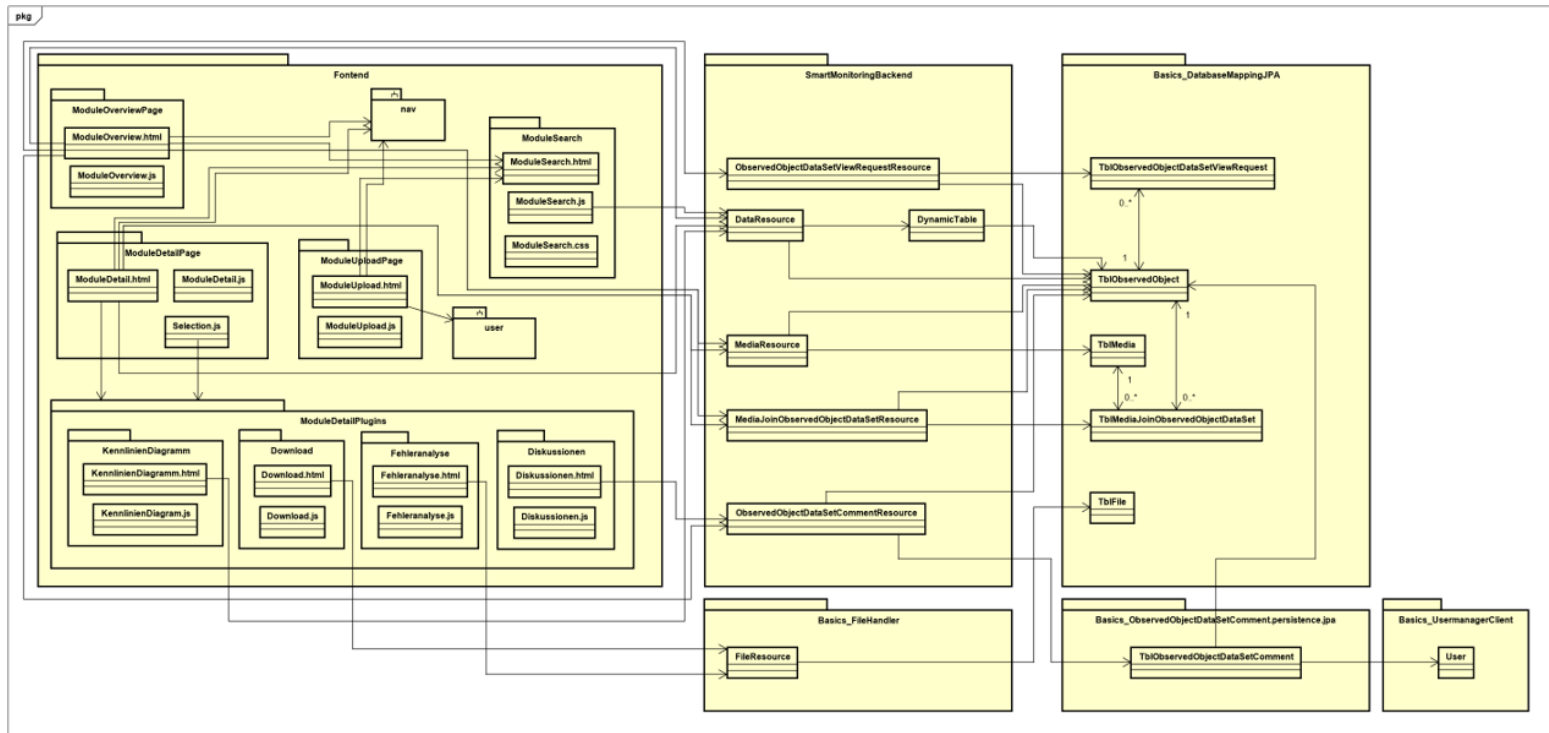 pkg
Fontend
ModuleOverviewPage
ModuleOverview.html
ModuleOverview.js
nav
ModuleSearch
ModuleSearch.html
ModuleSearch.js
ModuleSearch.css
ModuleDetailPage
ModuleDetail.html
ModuleDetail.js
Selection.js
ModuleUploadPage
ModuleUpload.html
ModuleUpload.js
user
ModuleDetailPlugins
KennlinienDiagramm
KennlinienDiagramm.html
KennlinienDiagram.js
Download
Download.html
Download.js
Fehleranalyse
Fehleranalyse.html
Fehleranalyse.js
Diskussionen
Diskussionen.html
Diskussionen.js
SmartMonitoringBackend
ObservedObjectDataSetViewRequestResource
DataResource
DynamicTable
MediaResource
MediaJoinObservedObjectDataSetResource
ObservedObjectDataSetCommentResource
Basics_DatabaseMappingJPA
TblObservedObjectDataSetViewRequest
0..*
1
TblObservedObject
1
TblMedia
1
0..*
0..*
TblMediaJoinObservedObjectDataSet
TblFile
Basics_FileHandler
FileResource
Basics_ObservedObjectDataSetComment.persistence.jpa
TblObservedObjectDataSetComment
Basics_UsermanagerClient
User